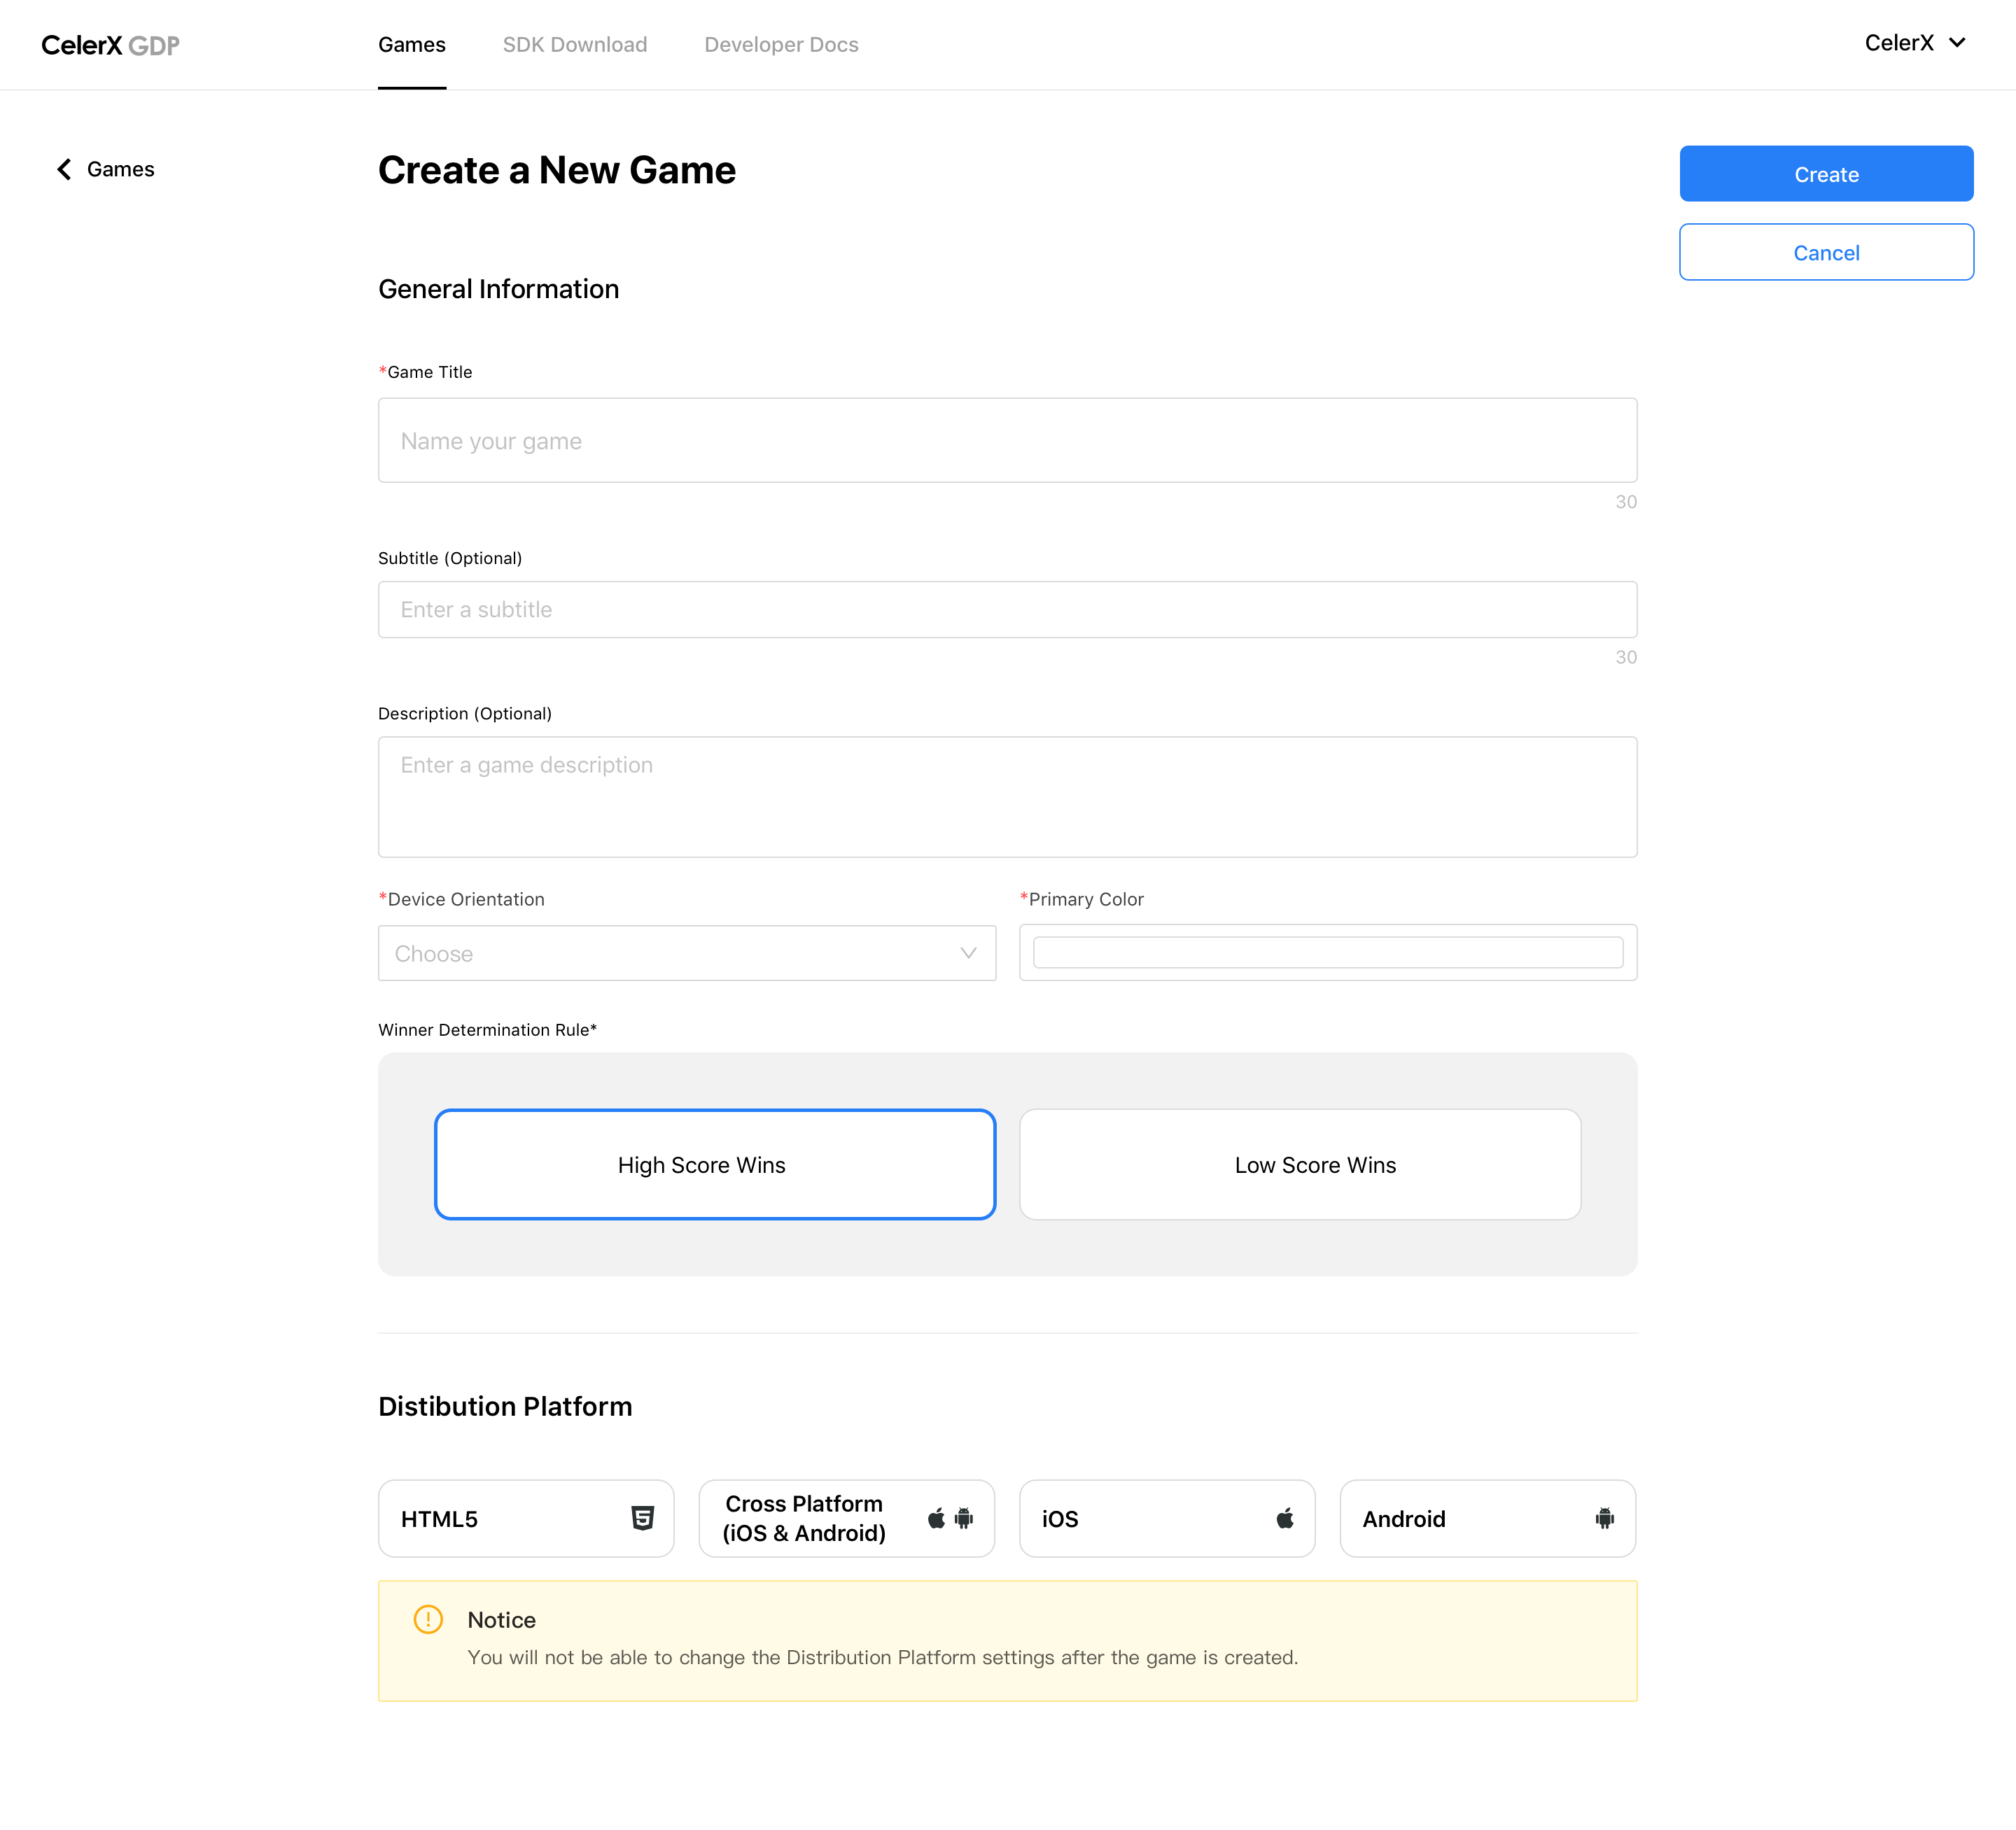 CelerX GDP
Games
SDK Download
Developer Docs
CelerX
Games
Create a New Game
Create
Cancel
General Information
*Game Title
Name your game
30
Subtitle (Optional)
Enter a subtitle
30
Description (Optional)
Enter a game description
*Device Orientation
*Primary Color
Choose
Winner Determination Rule*
High Score Wins
Low Score Wins
Distibution Platform
HTML5
Cross Platform
(iOS & Android)
iOS
Android
Notice
You will not be able to change the Distribution Platform settings after the game is created.